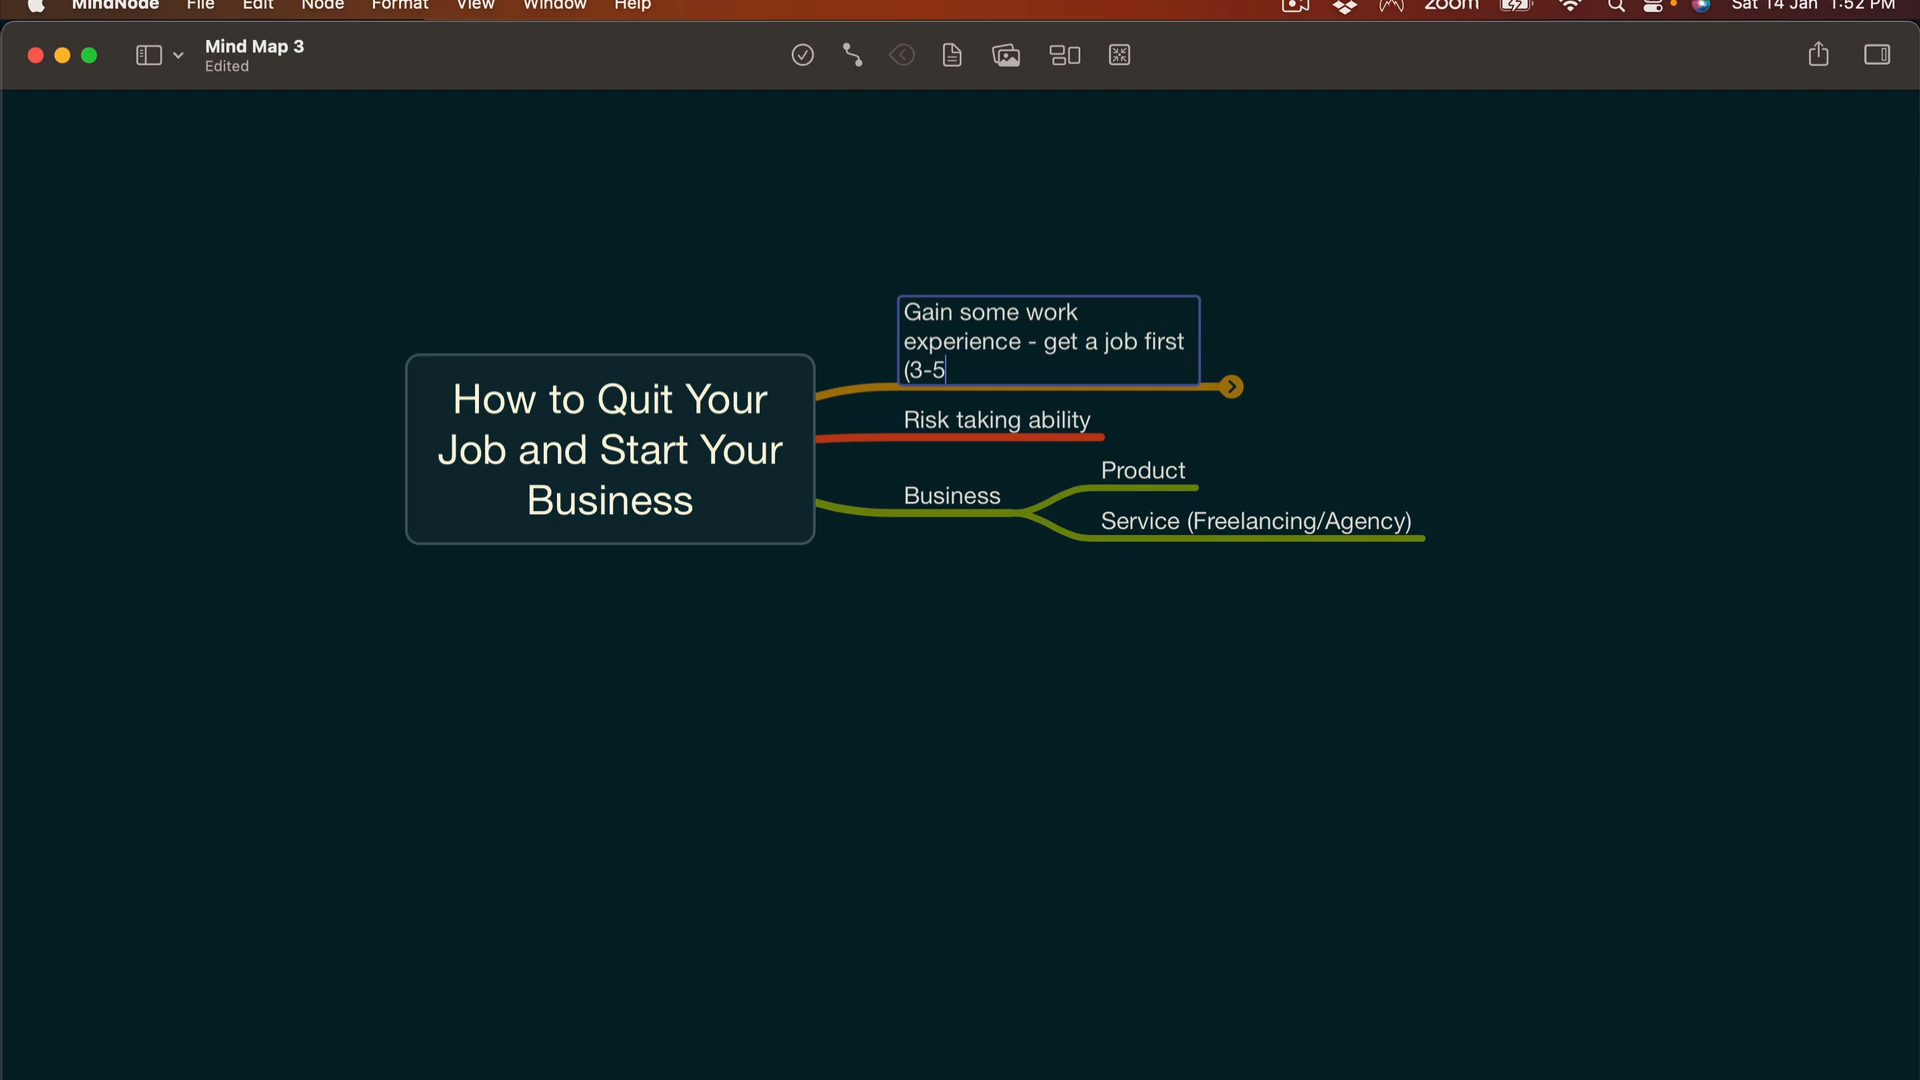 MindNode File Edit Node Format View Window Help zoom Sat 14 Jan 1:52 PM
Mind Map 3
Edited
Gain some work
experience - get a job first
(3-5
How to Quit Your
Job and Start Your
Business
Risk taking ability
Business
Product
Service (Freelancing/Agency)